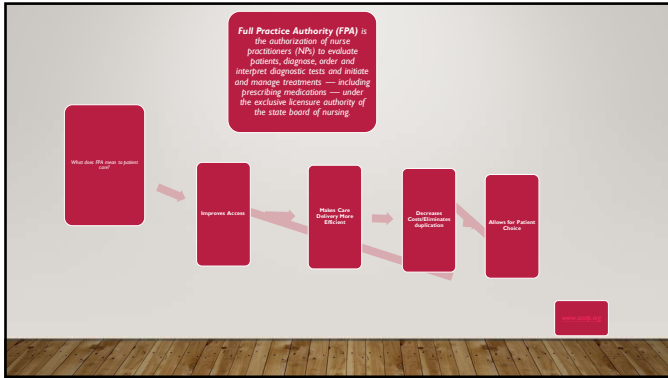 Full Practice Authority (FPA) is
the authorization of nurse
practitioners (NPs) to evaluate
patients, diagnose, order and
interpret diagnostic tests and initiate
and manage treatments — including
prescribing medications — under
the exclusive licensure authority of
the state board of nursing.
What does FPA mean to patient
care?
Improves Access
Makes Care
Delivery More
Efficient
Decreases
Costs/Eliminates
duplication
Allows for Patient
Choice